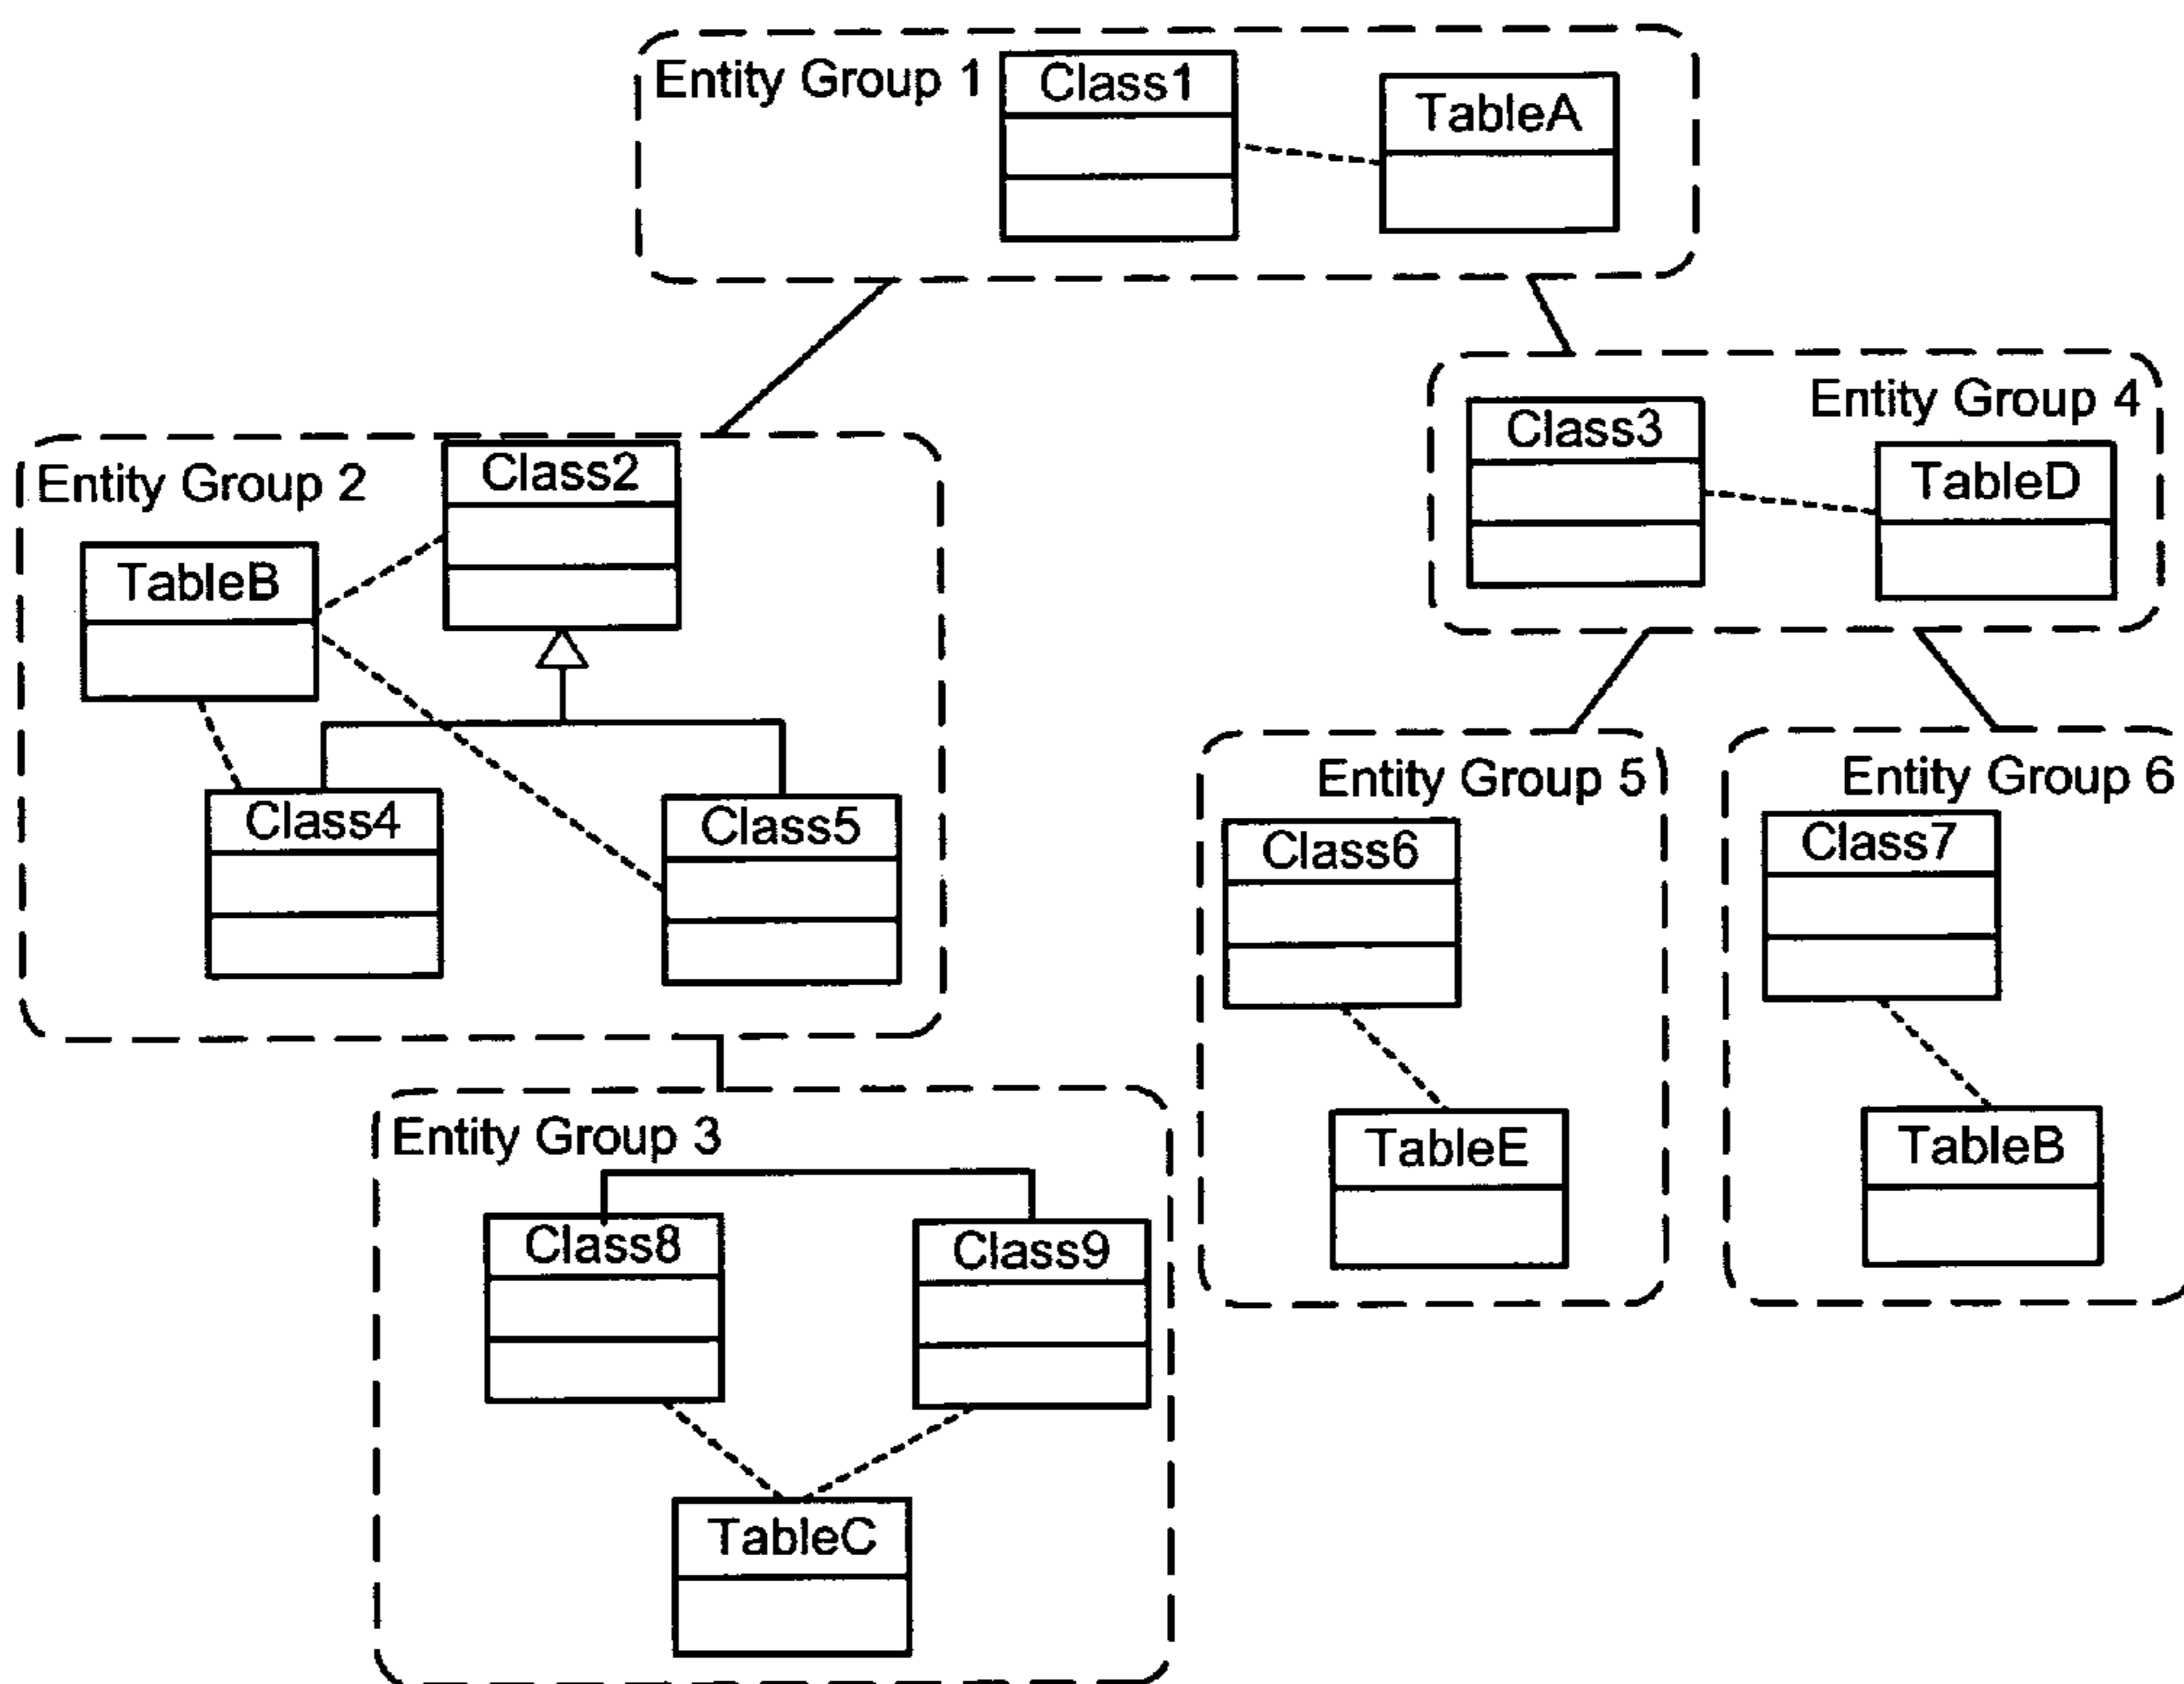 Entity Group 1
Class1
TableA
Entity Group 4
Class3
TableD
Entity Group 2
Class2
TableB
Class4
Class5
Entity Group 5
Class6
TableE
Entity Group 6
Class7
TableB
Entity Group 3
Class8
Class9
TableC